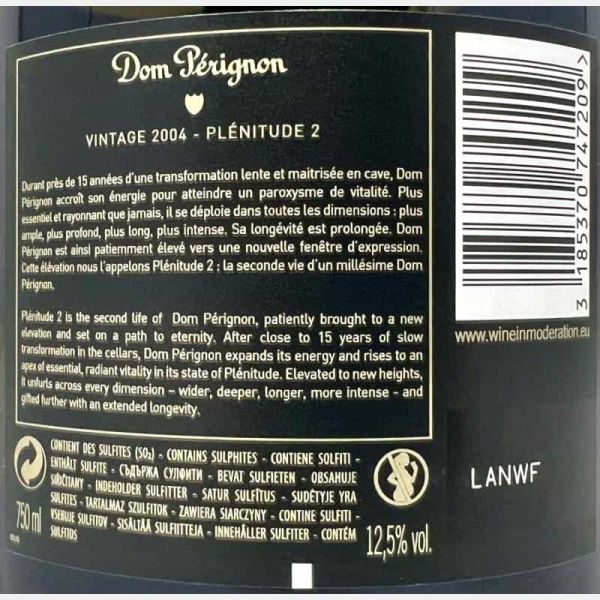 Dom Pérignon
VINTAGE 2004 - PLÉNITUDE 2
Durant près de 15 années d'une transformation lente et maitrisée en cave, Dom
Pérignon accroît son énergie pour atteindre un paroxysme de vitalité. Plus
essentiel et rayonnant que jamais, il se déploie dans toutes les dimensions : plus
ample, plus profond, plus long, plus intense. Sa longévité est prolongée. Dom
Pérignon est ainsi patiemment élevé vers une nouvelle fenêtre d'expression.
Cette élévation nous l'appelons Plénitude 2 : la seconde vie d'un millésime Dom
Pérignon.
Plénitude 2 is the second life of Dom Pérignon, patiently brought to a new
elevation and set on a path to eternity. After close to 15 years of slow
transformation in the cellars, Dom Pérignon expands its energy and rises to an
apex of essential, radiant vitality in its state of Plénitude. Elevated to new heights,
it unfurls across every dimension – wider, deeper, longer, more intense - and
gifted further with an extended longevity.
CONTIENT DES SULFITES (SO₂) - CONTAINS SULPHITES - CONTIENE SOLFITI -
ENTHÄLT SULFITE - СЪДЪРЖА СУЛФИТИ - BEVAT SULFIETEN - OBSAHUJE
SIŘIČITANY - INDEHOLDER SULFITTER - SATUR SULFĪTUS - SUDĖTYJE YRA
SULFITES - TARTALMAZ SZULFITOK - ZAWIERA SIARCZYNY - CONTINE SULFITI -
VSEBUJE SULFITOV - SISÄLTÄÄ SULFIITTEJA - INNEHÅLLER SULFITER - CONTÉM
SULFITOS
750 ml
12,5% vol.
3 185370 747209 >
www.wineinmoderation.eu
LANWF